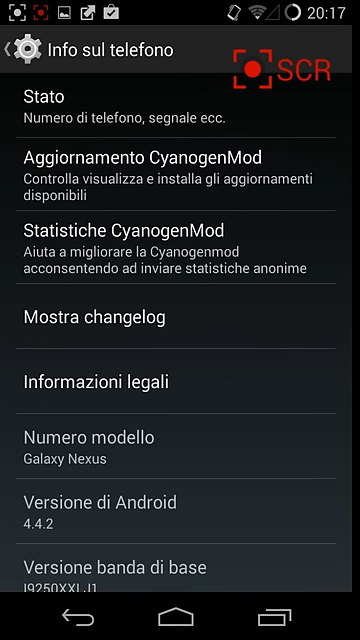 20:17
Info sul telefono
SCR
Stato
Numero di telefono, segnale ecc.
Aggiornamento CyanogenMod
Controlla visualizza e installa gli aggiornamenti
disponibili
Statistiche CyanogenMod
Aiuta a migliorare la Cyanogenmod
acconsentendo ad inviare statistiche anonime
Mostra changelog
Informazioni legali
Numero modello
Galaxy Nexus
Versione di Android
4.4.2
Versione banda di base
I9250XXLJ1